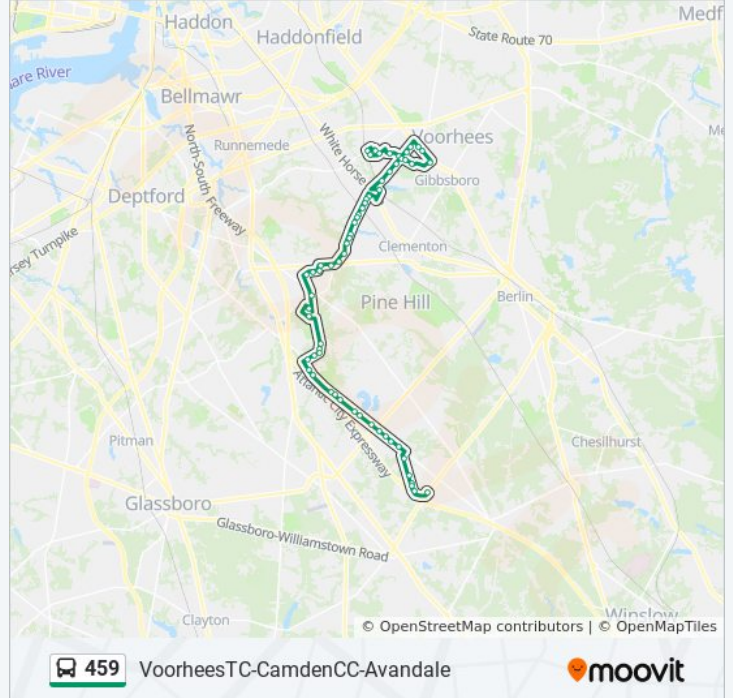 Medf
Haddon
Haddonfield
State Route 70
are River
Bellmawr
Voorhees
Me
North-South Freeway
Runnemede
White Horse
Gibbsboro
Deptford
Clementon
sey Turnpike
Pine Hill
Berlin
Atlantic City Expressway
Pitman
Chesilhurst
Glassboro
Glassboro-Williamstown Road
Clayton
Winslow
© OpenStreetMap contributors | © OpenMapTiles
459 VoorheesTC-CamdenCC-Avandale
moovit